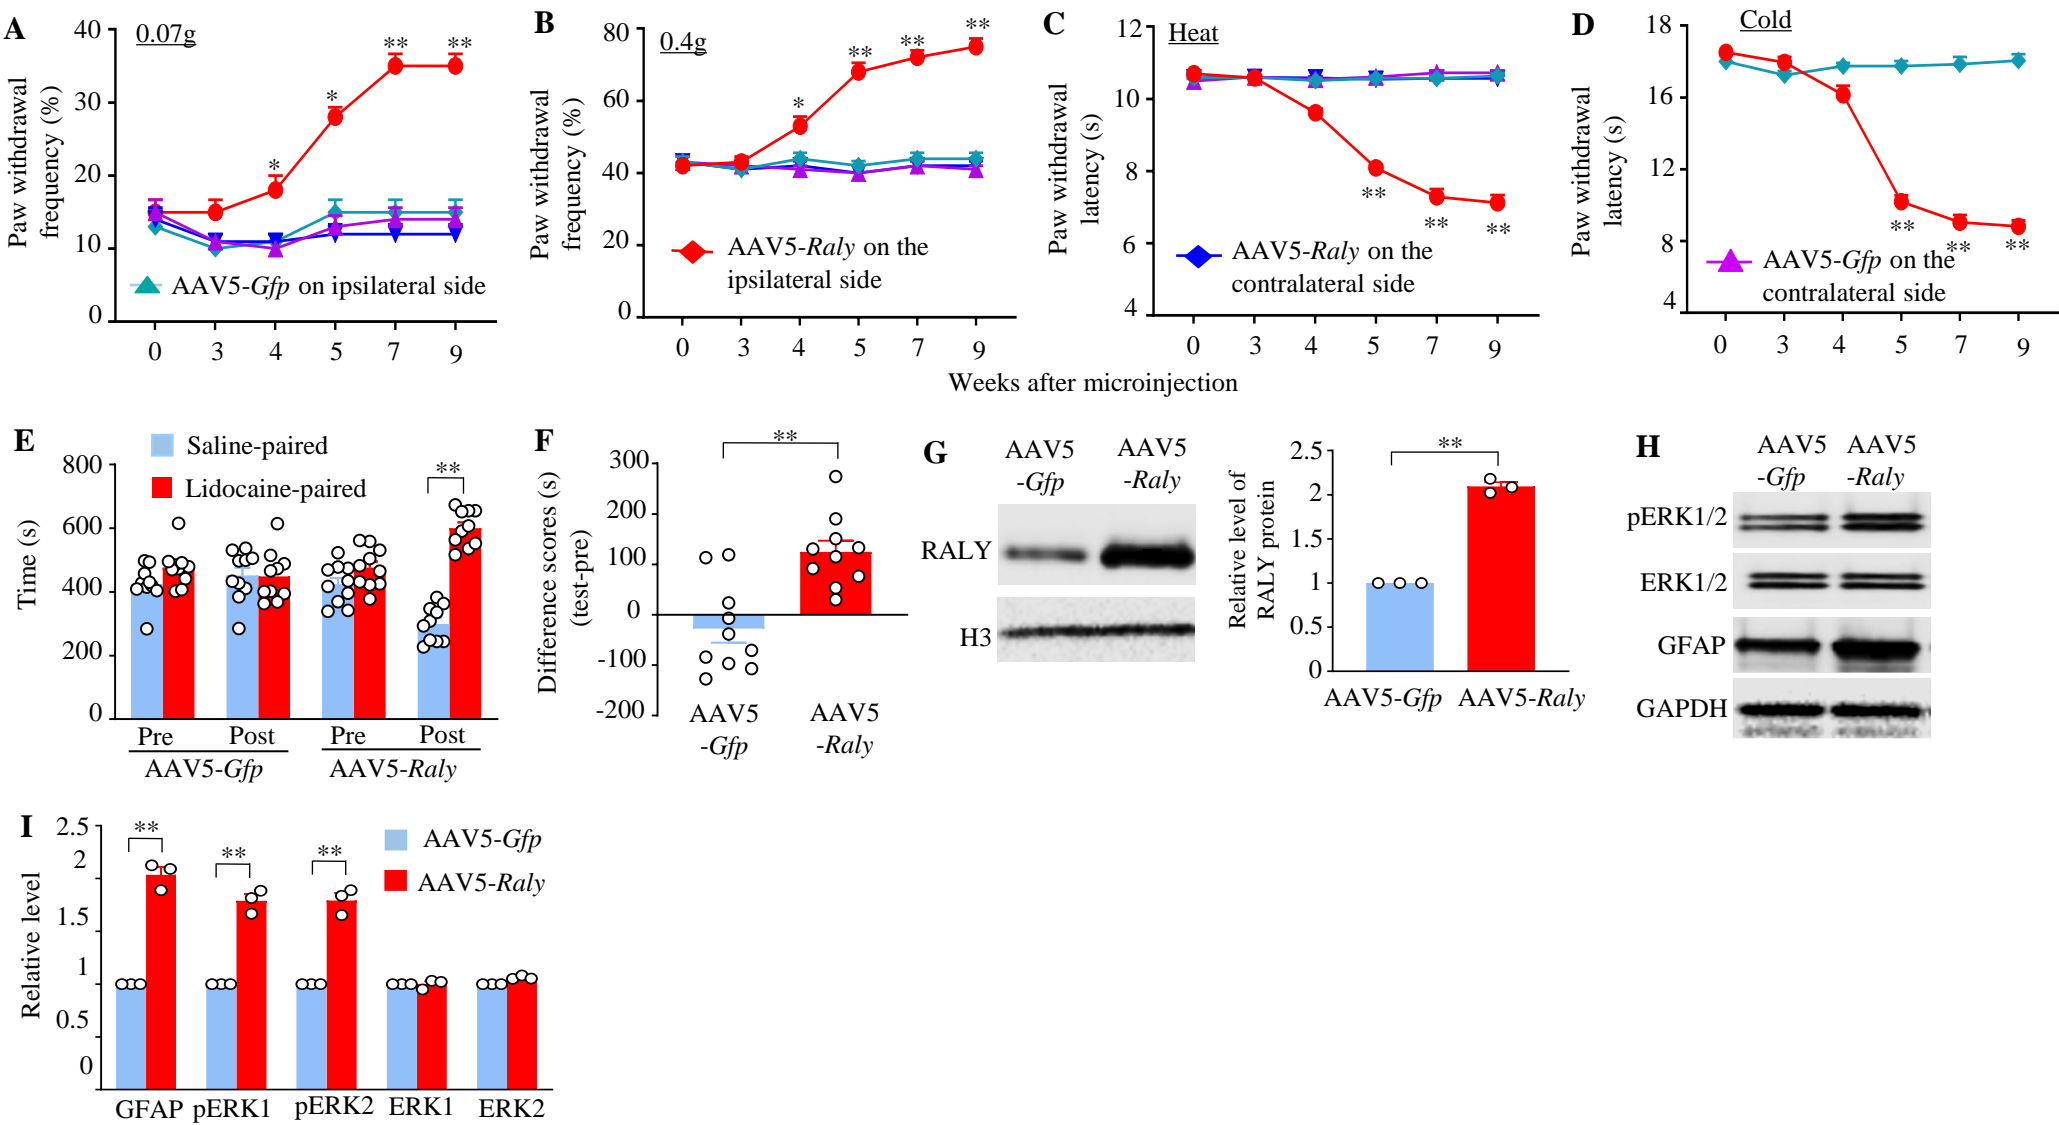 A
0.07g
40
30
20
10
0
Paw withdrawal
frequency (%)
*
*
**
**
AAV5-Gfp on ipsilateral side
0 3 4 5 7 9
B
0.4g
80
60
40
20
0
Paw withdrawal
frequency (%)
*
**
**
**
AAV5-Raly on the
ipsilateral side
0 3 4 5 7 9
C
Heat
12
10
8
6
4
Paw withdrawal
latency (s)
**
**
**
AAV5-Raly on the
contralateral side
0 3 4 5 7 9
D
Cold
18
16
12
8
4
Paw withdrawal
latency (s)
**
**
**
AAV5-Gfp on the
contralateral side
0 3 4 5 7 9
Weeks after microinjection
E
Saline-paired
Lidocaine-paired
800
600
400
200
0
Time (s)
**
Pre Post Pre Post
AAV5-Gfp AAV5-Raly
F
300
200
100
0
-100
-200
Difference scores (s)
(test-pre)
**
AAV5
-Gfp
AAV5
-Raly
G
AAV5
-Gfp
AAV5
-Raly
RALY
H3
2.5
2
1.5
1
0.5
0
Relative level of
RALY protein
**
AAV5-Gfp AAV5-Raly
H
AAV5
-Gfp
AAV5
-Raly
pERK1/2
ERK1/2
GFAP
GAPDH
I
2.5
2
1.5
1
0.5
0
Relative level
**
**
**
AAV5-Gfp
AAV5-Raly
GFAP pERK1 pERK2 ERK1 ERK2